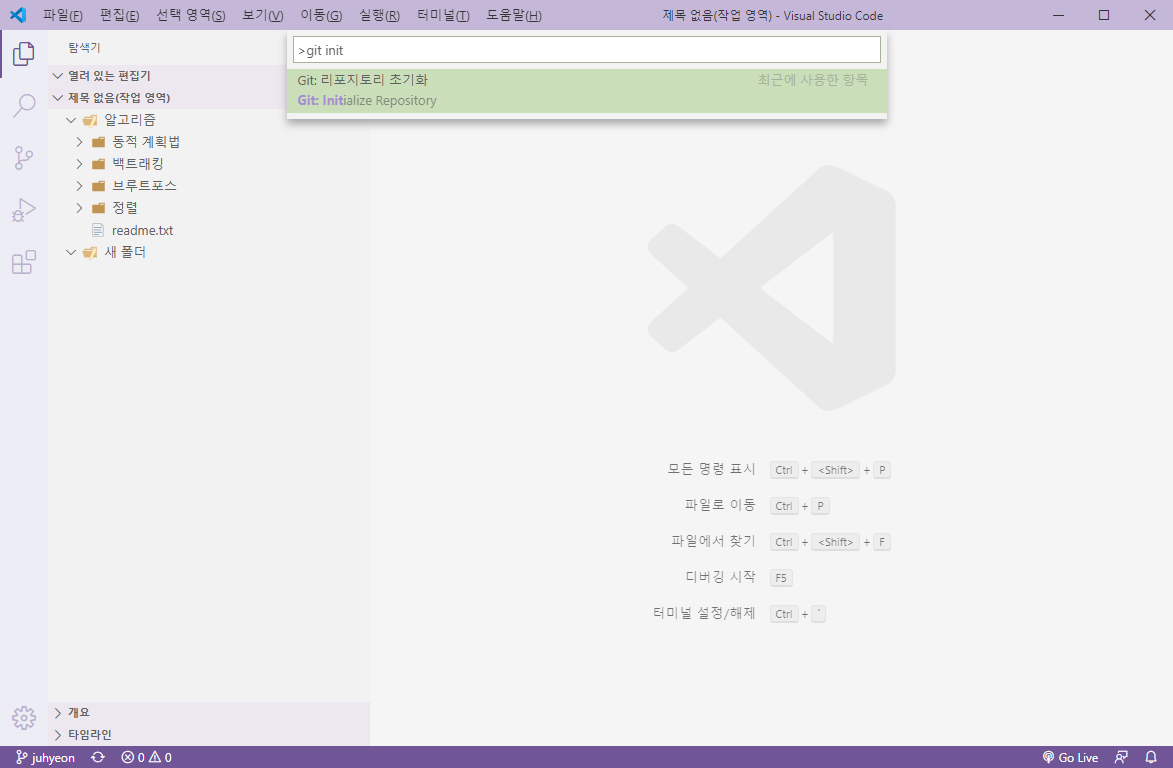 파일(F) 편집(E) 선택 영역(S) 보기(V) 이동(G) 실행(R) 터미널(T) 도움말(H) 제목 없음(작업 영역) - Visual Studio Code
>git init
Git: 리포지토리 초기화 최근에 사용한 항목
Git: Initialize Repository
탐색기
열려 있는 편집기
제목 없음(작업 영역)
알고리즘
동적 계획법
백트래킹
브루트포스
정렬
readme.txt
새 폴더
모든 명령 표시 Ctrl + <Shift> + P
파일로 이동 Ctrl + P
파일에서 찾기 Ctrl + <Shift> + F
디버깅 시작 F5
터미널 설정/해제 Ctrl + `
개요
타임라인
juhyeon 0 0 Go Live